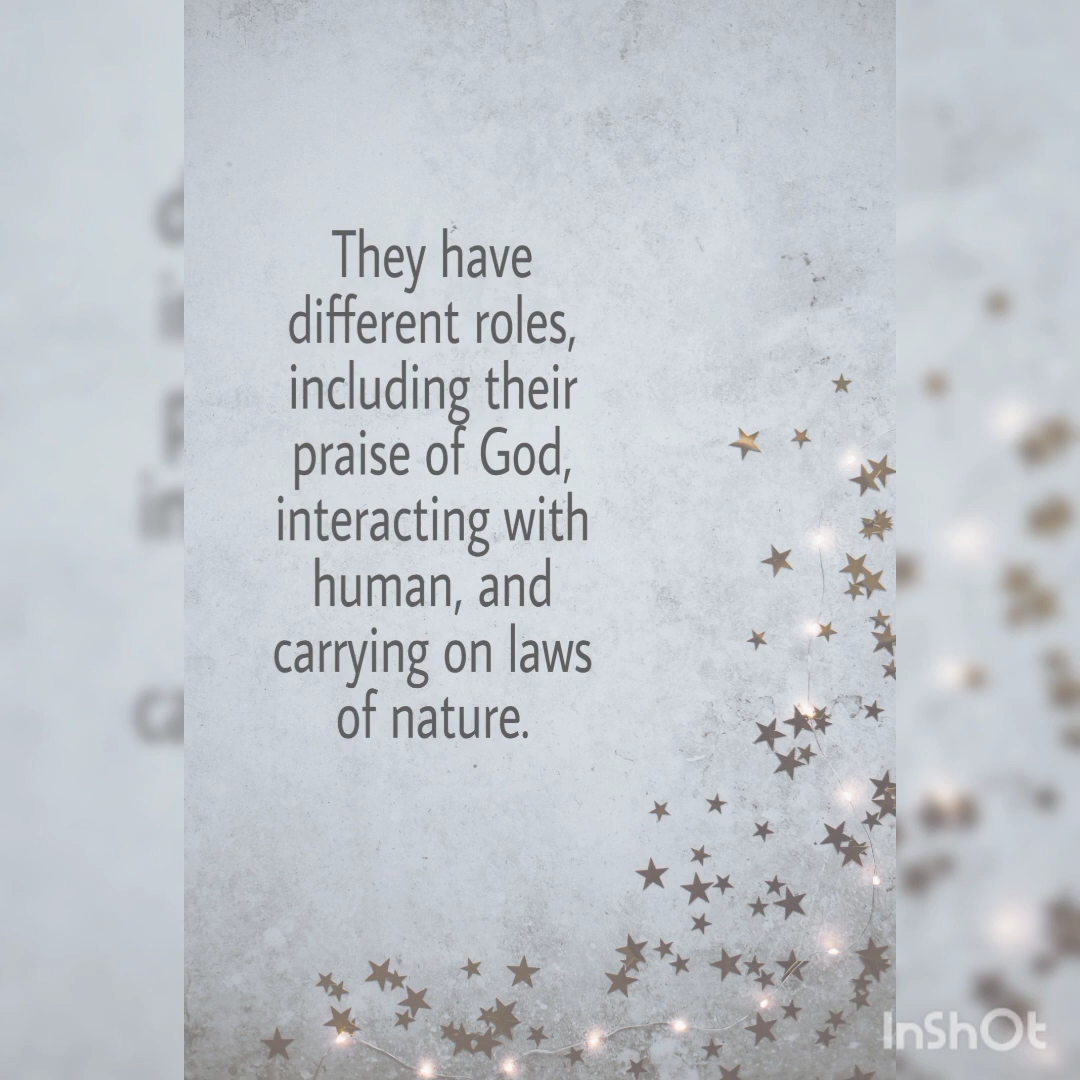 They have
different roles,
including their
praise of God,
interacting with
human, and
carrying on laws
of nature.
InShOt